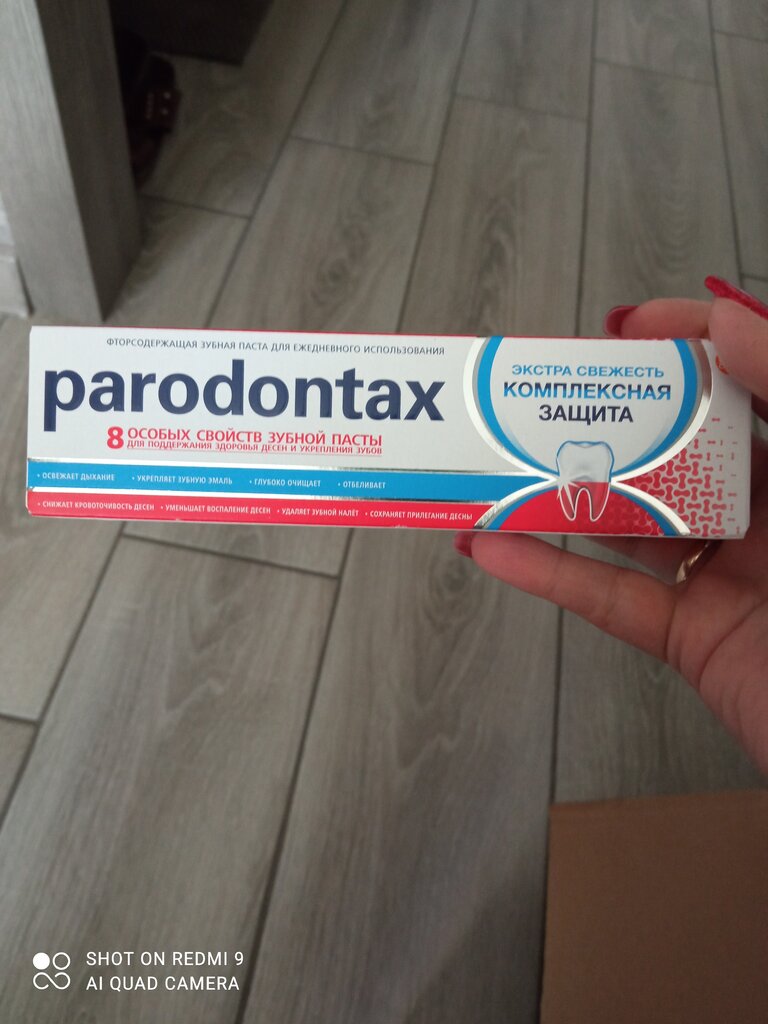 ФТОРСОДЕРЖАЩАЯ ЗУБНАЯ ПАСТА ДЛЯ ЕЖЕДНЕВНОГО ИСПОЛЬЗОВАНИЯ
parodontax
8 ОСОБЫХ СВОЙСТВ ЗУБНОЙ ПАСТЫ
ДЛЯ ПОДДЕРЖАНИЯ ЗДОРОВЬЯ ДЕСЕН И УКРЕПЛЕНИЯ ЗУБОВ
• ОСВЕЖАЕТ ДЫХАНИЕ • УКРЕПЛЯЕТ ЗУБНУЮ ЭМАЛЬ • ГЛУБОКО ОЧИЩАЕТ • ОТБЕЛИВАЕТ
• СНИЖАЕТ КРОВОТОЧИВОСТЬ ДЕСЕН • УМЕНЬШАЕТ ВОСПАЛЕНИЕ ДЕСЕН • УДАЛЯЕТ ЗУБНОЙ НАЛЁТ • СОХРАНЯЕТ ПРИЛЕГАНИЕ ДЕСНЫ
ЭКСТРА СВЕЖЕСТЬ
КОМПЛЕКСНАЯ
ЗАЩИТА
SHOT ON REDMI 9
AI QUAD CAMERA